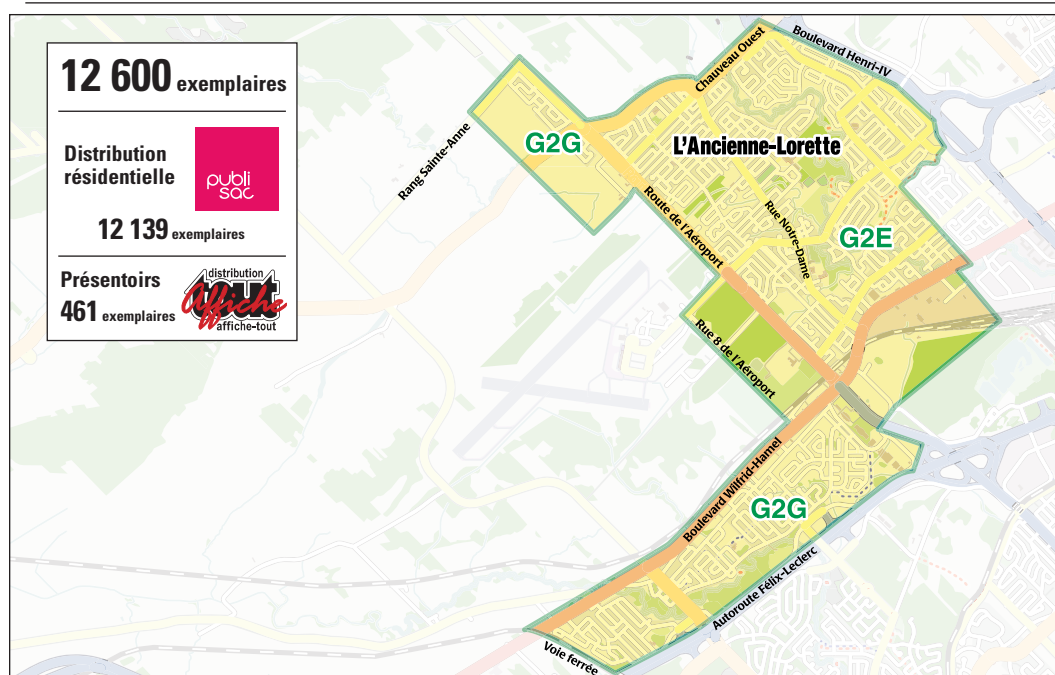 12 600 exemplaires
Distribution
résidentielle
publi
sac
12 139 exemplaires
Présentoirs
461 exemplaires
distribution
tout
Affiche
affiche-tout
Boulevard Henri-IV
Chauveau Ouest
Rang Sainte-Anne
G2G
L'Ancienne-Lorette
Route de l'Aéroport
Rue Notre-Dame
G2E
Rue 8 de l'Aéroport
Boulevard Wilfrid-Hamel
G2G
Autoroute Félix-Leclerc
Voie ferrée